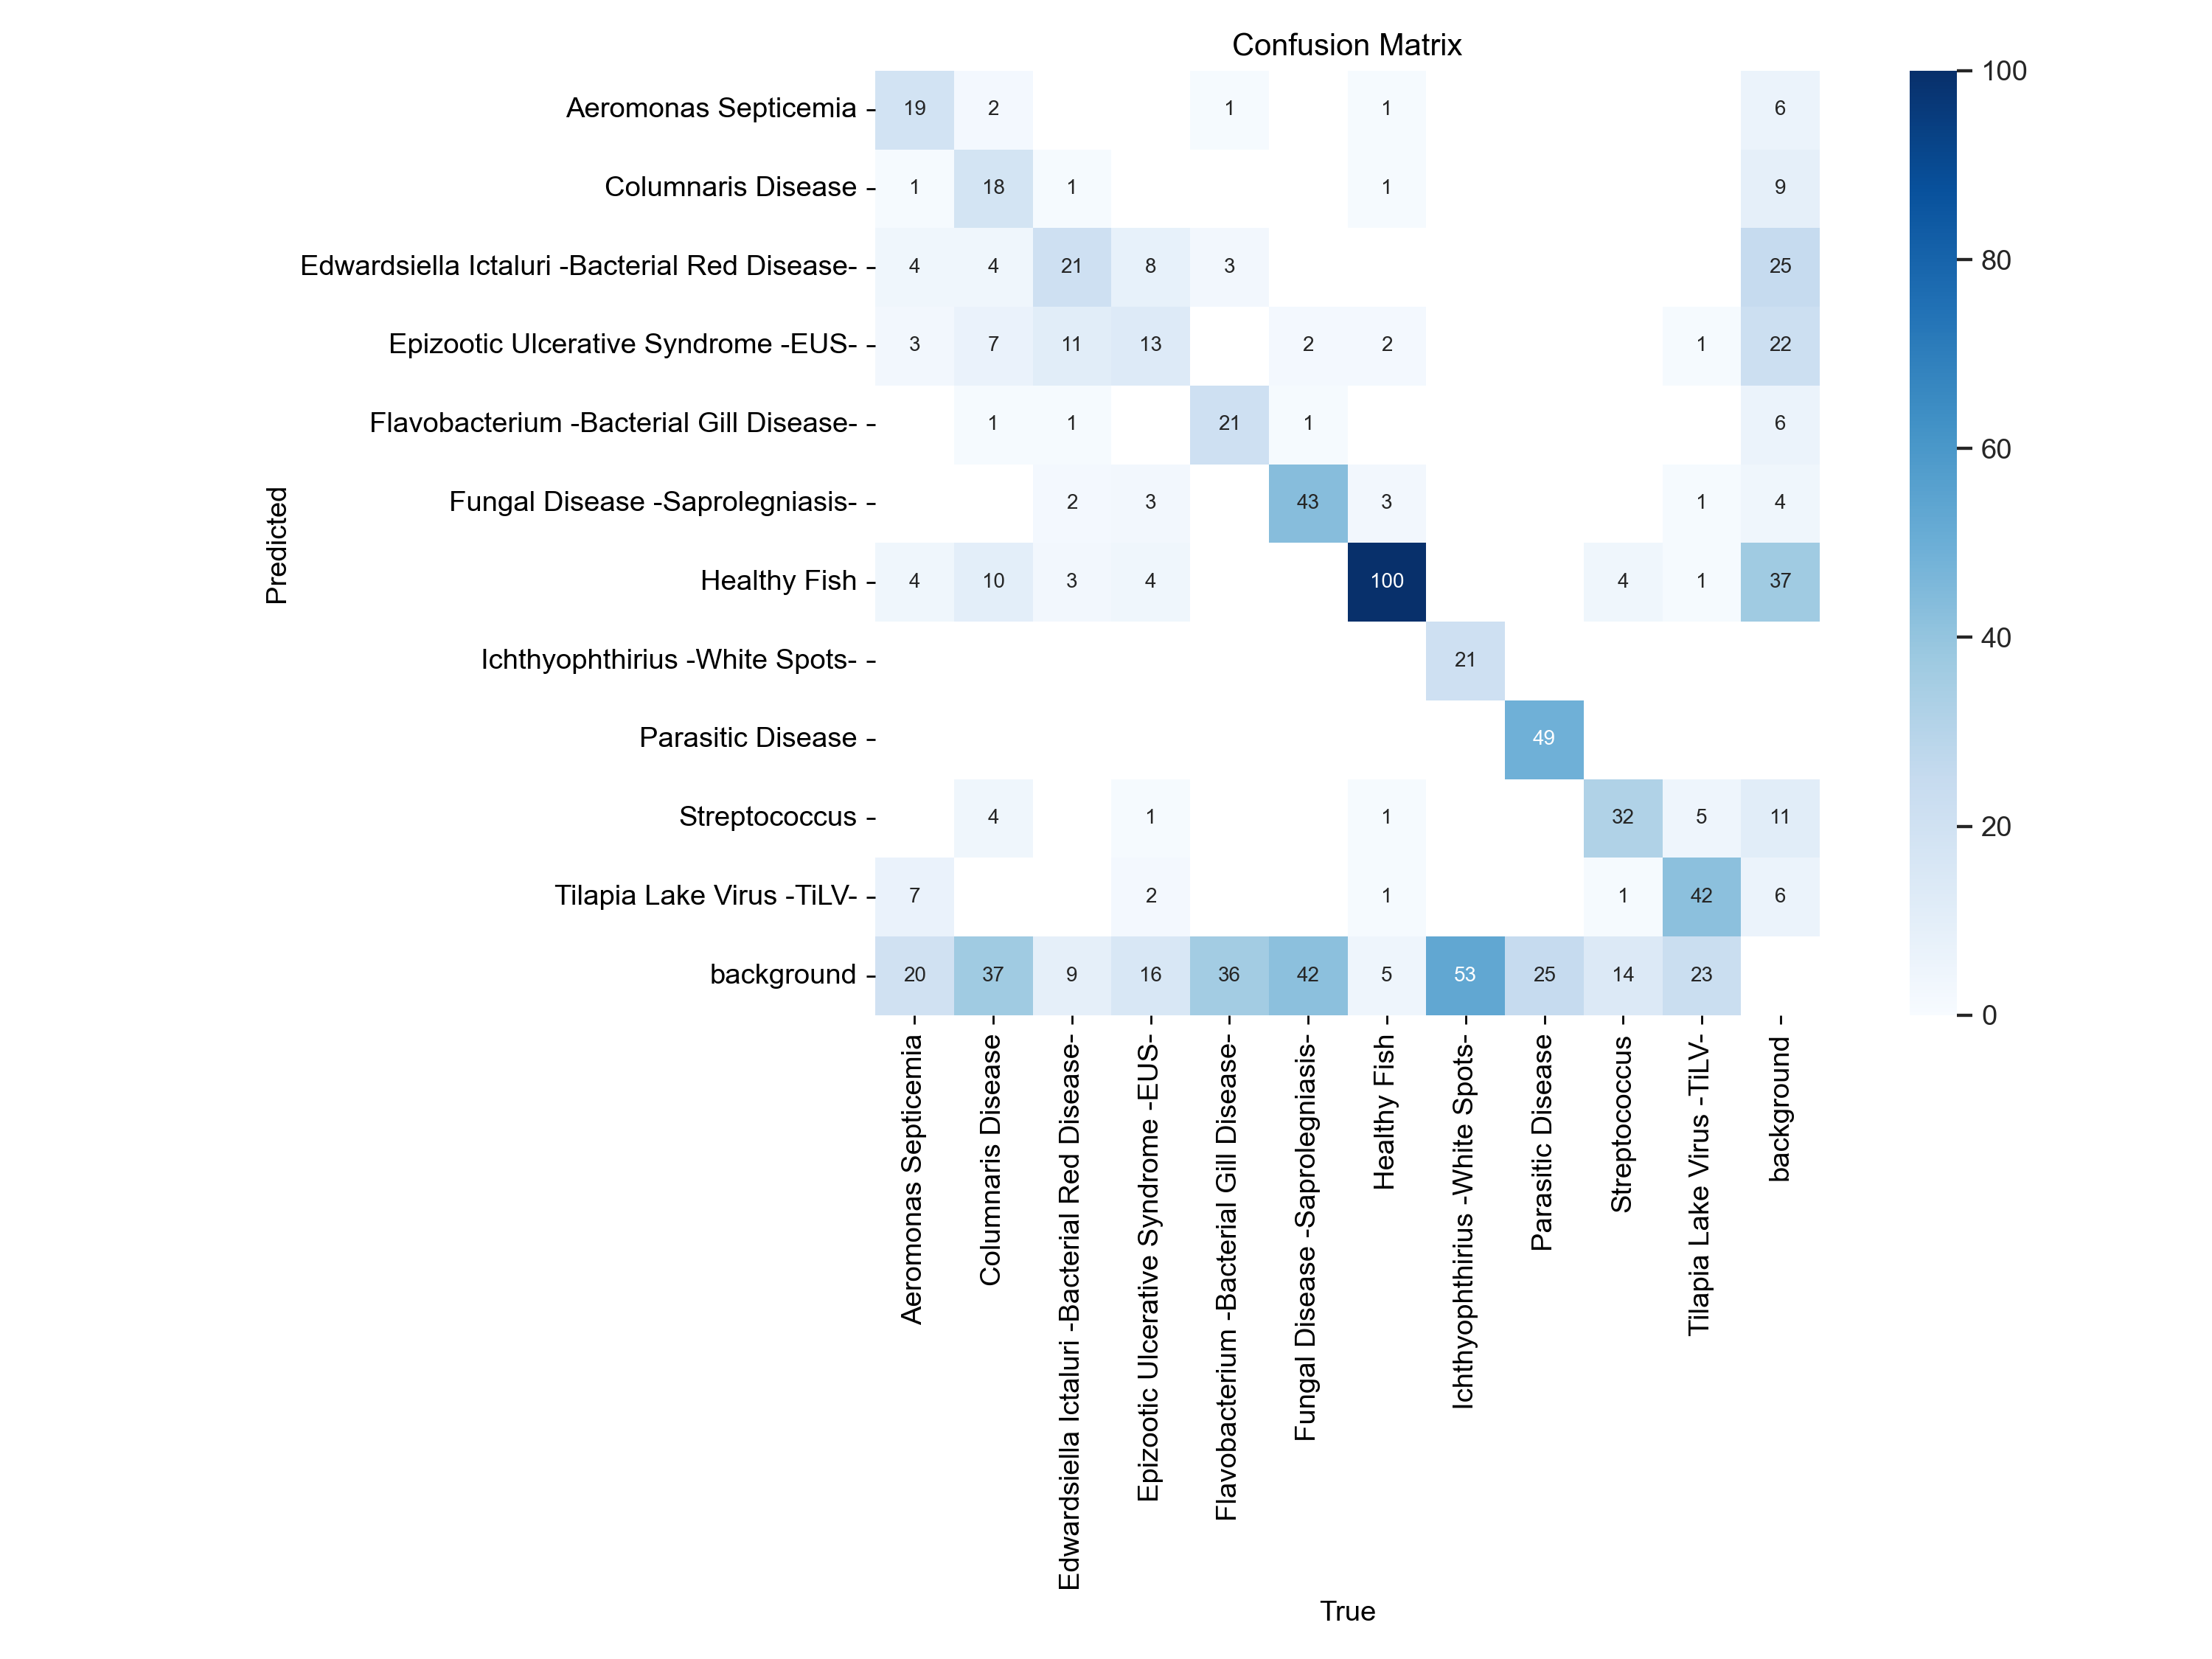 Confusion Matrix
Aeromonas Septicemia 19 2 1 1 6
Columnaris Disease 1 18 1 1 9
Edwardsiella Ictaluri -Bacterial Red Disease- 4 4 21 8 3 25
Epizootic Ulcerative Syndrome -EUS- 3 7 11 13 2 2 1 22
Flavobacterium -Bacterial Gill Disease- 1 1 21 1 6
Fungal Disease -Saprolegniasis- 2 3 43 3 1 4
Healthy Fish 4 10 3 4 100 4 1 37
Ichthyophthirius -White Spots- 21
Parasitic Disease 49
Streptococcus 4 1 1 32 5 11
Tilapia Lake Virus -TiLV- 7 2 1 1 42 6
background 20 37 9 16 36 42 5 53 25 14 23
Predicted
Aeromonas Septicemia
Columnaris Disease
Edwardsiella Ictaluri -Bacterial Red Disease-
Epizootic Ulcerative Syndrome -EUS-
Flavobacterium -Bacterial Gill Disease-
Fungal Disease -Saprolegniasis-
Healthy Fish
Ichthyophthirius -White Spots-
Parasitic Disease
Streptococcus
Tilapia Lake Virus -TiLV-
background
True
100
80
60
40
20
0